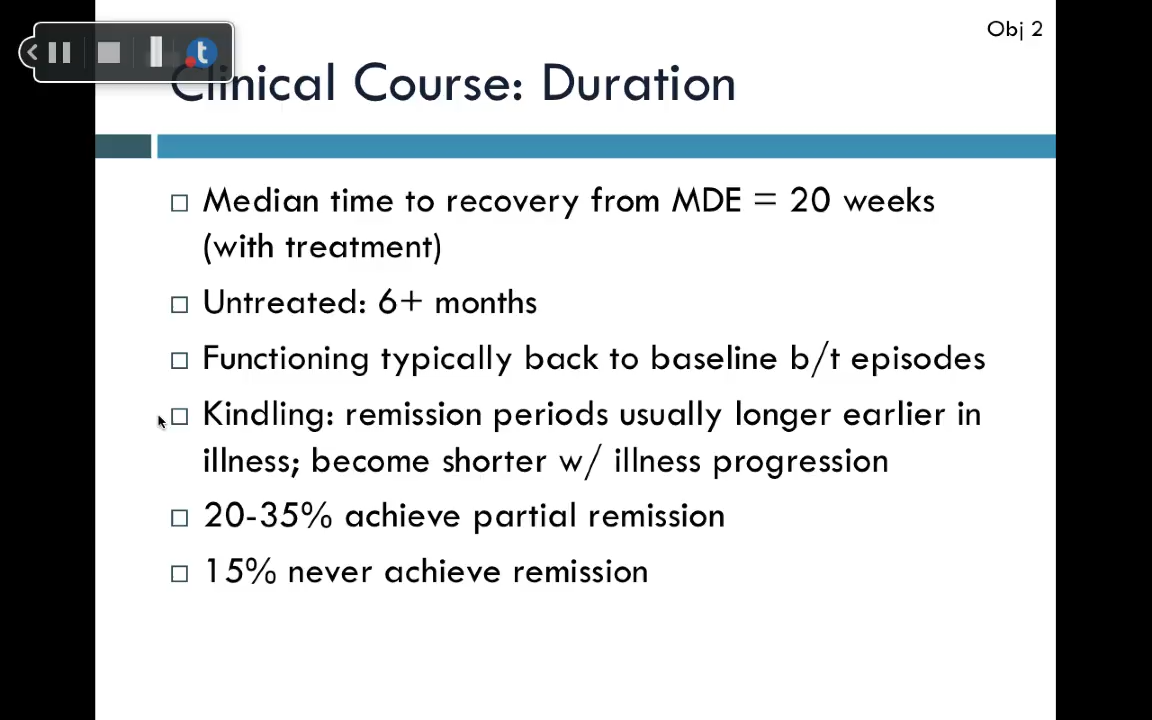 Obj 2
Clinical Course: Duration
Median time to recovery from MDE = 20 weeks
(with treatment)
Untreated: 6+ months
Functioning typically back to baseline b/t episodes
Kindling: remission periods usually longer earlier in
illness; become shorter w/ illness progression
20-35% achieve partial remission
15% never achieve remission